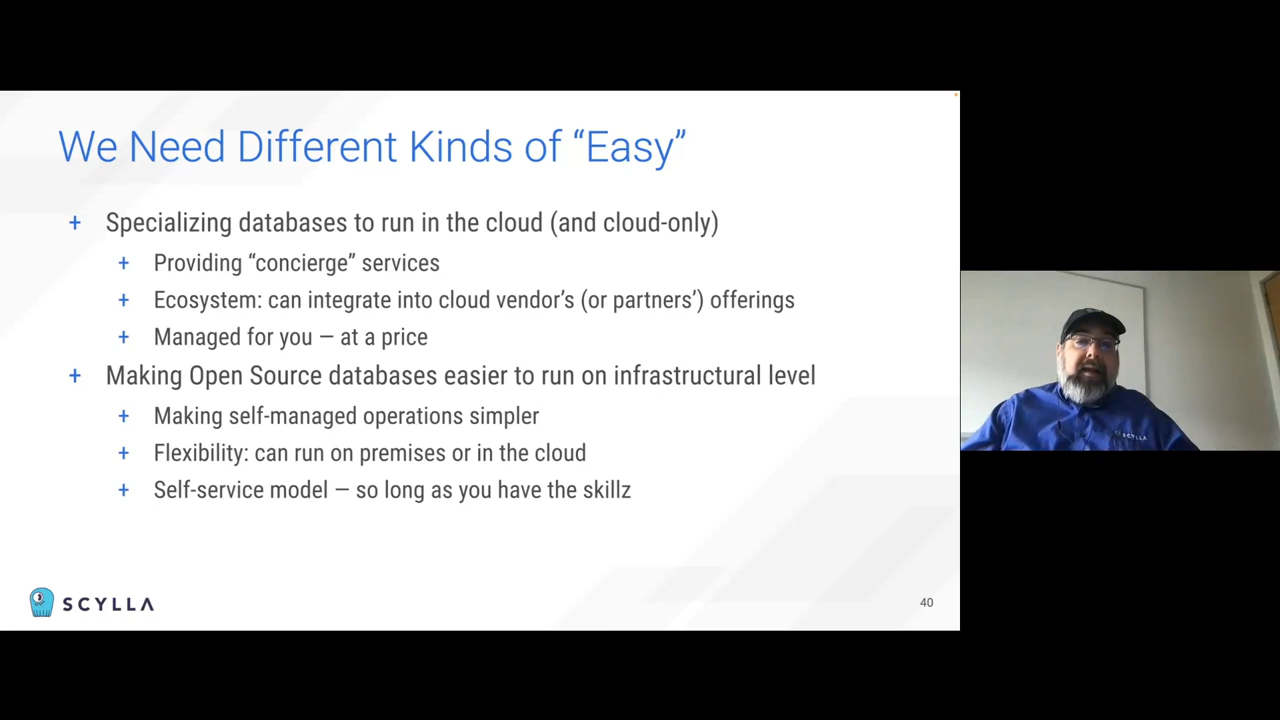 We Need Different Kinds of “Easy”
+ Specializing databases to run in the cloud (and cloud-only)
+ Providing “concierge” services
+ Ecosystem: can integrate into cloud vendor’s (or partners’) offerings
+ Managed for you — at a price
+ Making Open Source databases easier to run on infrastructural level
+ Making self-managed operations simpler
+ Flexibility: can run on premises or in the cloud
+ Self-service model — so long as you have the skillz
SCYLLA
40
SCYLLA